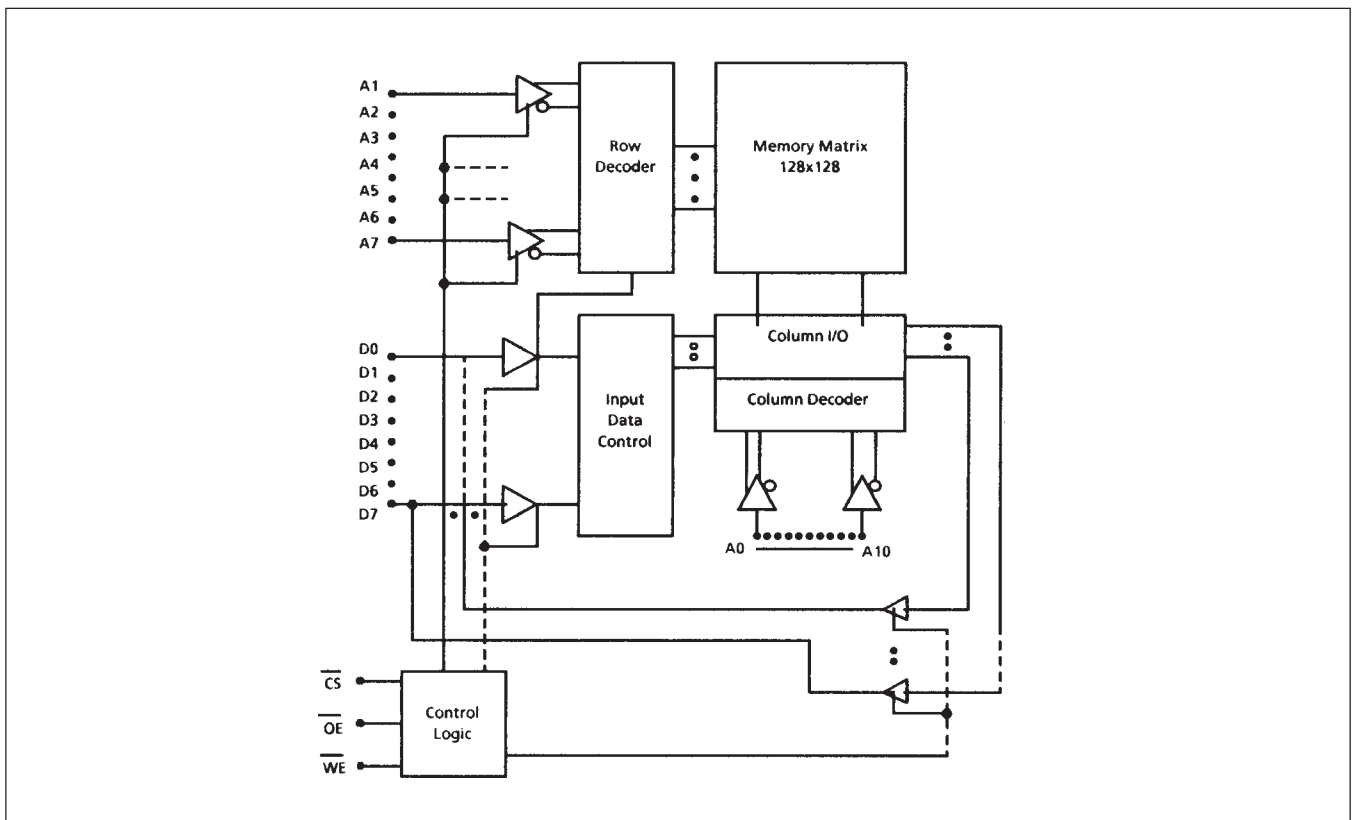 A1
A2
A3
A4
A5
A6
A7
Row
Decoder
Memory Matrix
128x128
D0
D1
D2
D3
D4
D5
D6
D7
Input
Data
Control
Column I/O
Column Decoder
A0
A10
CS
OE
WE
Control
Logic